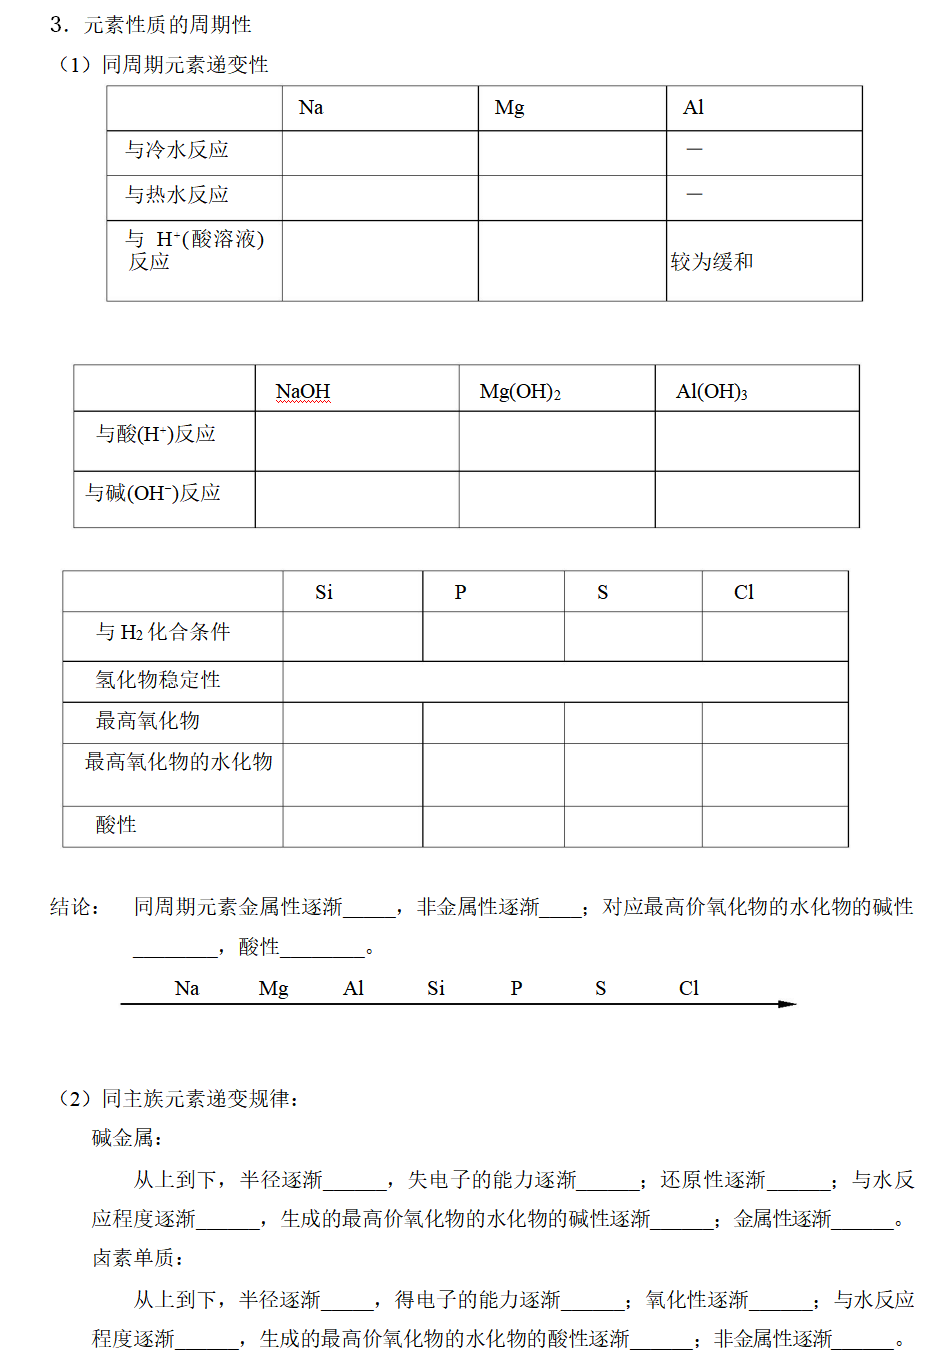 3．元素性质的周期性
（1）同周期元素递变性
Na Mg Al
与冷水反应 －
与热水反应 －
与 H⁺(酸溶液)
反应 较为缓和
NaOH Mg(OH)₂ Al(OH)₃
与酸(H⁺)反应
与碱(OH⁻)反应
Si P S Cl
与 H₂ 化合条件
氢化物稳定性
最高氧化物
最高氧化物的水化物
酸性
结论： 同周期元素金属性逐渐_____，非金属性逐渐____；对应最高价氧化物的水化物的碱性
________，酸性________。
Na Mg Al Si P S Cl
（2）同主族元素递变规律：
碱金属：
从上到下，半径逐渐______，失电子的能力逐渐______；还原性逐渐______；与水反
应程度逐渐______，生成的最高价氧化物的水化物的碱性逐渐______；金属性逐渐______。
卤素单质：
从上到下，半径逐渐_____，得电子的能力逐渐______；氧化性逐渐______；与水反应
程度逐渐______，生成的最高价氧化物的水化物的酸性逐渐______；非金属性逐渐______。